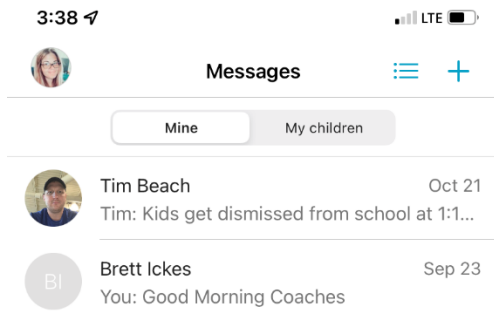 3:38 LTE
Messages
Mine My children
Tim Beach Oct 21
Tim: Kids get dismissed from school at 1:1...
BI Brett Ickes Sep 23
You: Good Morning Coaches